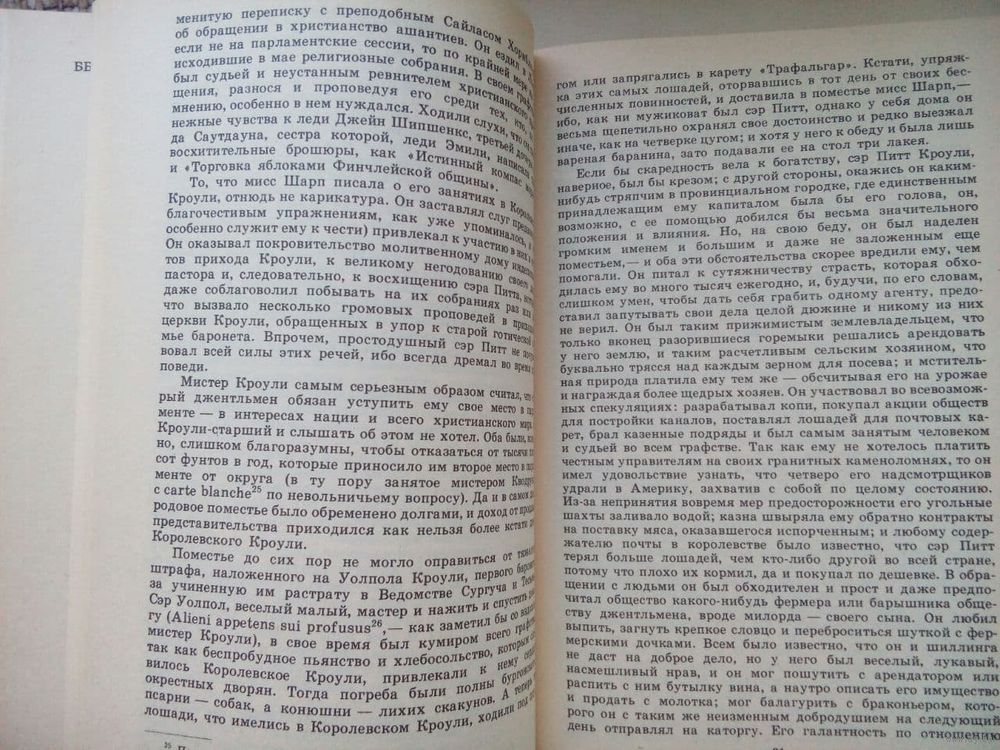 БЕ
менитую переписку с преподобным Сайласом
об обращении в христианство ашантиев. Он ездил в
если не на парламентские сессии, то по крайней мере
исходившие в мае религиозные собрания. В своем
был судьей и неустанным ревнителем христианского
щения, разнося и проповедуя его среди тех, кто,
мнению, особенно в нем нуждался. Ходили слухи, что он
нежные чувства к леди Джейн Шипшенкс, третьей
да Саутдауна, сестра которой, леди Эмили, написала
восхитительные брошюры, как «Истинный компас
и «Торговка яблоками Финчлейской общины».
То, что мисс Шарп писала о его занятиях в
Кроули, отнюдь не карикатура. Он заставлял слуг
благочестивым упражнениям, как уже упоминалось, и
особенно служит ему к чести) привлекал к участию в них
Он оказывал покровительство молитвенному дому
тов прихода Кроули, к великому негодованию своего
пастора и, следовательно, к восхищению сэра Питта,
даже соблаговолил побывать на их собраниях раз или
что вызвало несколько громовых проповедей в
церкви Кроули, обращенных в упор к старой готической
мье баронета. Впрочем, простодушный сэр Питт не
вовал всей силы этих речей, ибо всегда дремал во время
поведи.
Мистер Кроули самым серьезным образом считал, что
рый джентльмен обязан уступить ему свое место в
менте — в интересах нации и всего христианского мира.
Кроули-старший и слышать об этом не хотел. Оба были,
но, слишком благоразумны, чтобы отказаться от тысячи
сот фунтов в год, которые приносило им второе место в
менте от округа (в ту пору занятое мистером
с carte blanche²⁵ по невольничьему вопросу). Да и в самом
родовое поместье было обременено долгами, и доход от
представительства приходился как нельзя более кстати
Королевского Кроули.
Поместье до сих пор не могло оправиться от
штрафа, наложенного на Уолпола Кроули, первого
за учиненную им растрату в Ведомстве Сургуча и
Сэр Уолпол, веселый малый, мастер и нажить и спустить
гу (Alieni appetens sui profusus²⁶,— как заметил бы со
мистер Кроули), в свое время был кумиром всего
так как беспробудное пьянство и хлебосольство, которым
вилось Королевское Кроули, привлекали к нему
окрестных дворян. Тогда погреба были полны бургонского,
псарни — собак, а конюшни — лихих скакунов. А теперь
лошади, что имелись в Королевском Кроули, ходили под
²⁵
гом или запрягались в карету «Трафальгар». Кстати, упряж-
ка этих самых лошадей, оторвавшись в тот день от своих бес-
численных повинностей, и доставила в поместье мисс Шарп,—
ибо, как ни мужиковат был сэр Питт, однако у себя дома он
весьма щепетильно охранял свое достоинство и редко выезжал
иначе, как на четверке цугом; и хотя у него к обеду и была лишь
вареная баранина, зато подавали ее на стол три лакея.
Если бы скаредность вела к богатству, сэр Питт Кроули,
наверное, был бы крезом; с другой стороны, окажись он каким-
нибудь стряпчим в провинциальном городке, где единственным
принадлежащим ему капиталом была бы его голова, он,
возможно, с ее помощью добился бы весьма значительного
положения и влияния. Но, на свою беду, он был наделен
громким именем и большим и даже не заложенным еще
поместьем,— и оба эти обстоятельства скорее вредили ему, чем
помогали. Он питал к сутяжничеству страсть, которая обхо-
дилась ему во много тысяч ежегодно, и, будучи, по его словам,
слишком умен, чтобы дать себя грабить одному агенту, предо-
ставил запутывать свои дела целой дюжине и никому из них
не верил. Он был таким прижимистым землевладельцем, что
только вконец разорившиеся горемыки решались арендовать
у него землю, и таким расчетливым сельским хозяином, что
буквально трясся над каждым зерном для посева; и мститель-
ная природа платила ему тем же — обсчитывая его на урожае
и награждая более щедрых хозяев. Он участвовал во всевозмож-
ных спекуляциях: разрабатывал копи, покупал акции обществ
для постройки каналов, поставлял лошадей для почтовых ка-
рет, брал казенные подряды и был самым занятым человеком
и судьей во всем графстве. Так как ему не хотелось платить
честным управителям на своих гранитных каменоломнях, то он
имел удовольствие узнать, что четверо его надсмотрщиков
удрали в Америку, захватив с собой по целому состоянию.
Из-за непринятия вовремя мер предосторожности его угольные
шахты заливало водой; казна швыряла ему обратно контракты
на поставку мяса, оказавшегося испорченным; и любому содер-
жателю почты в королевстве было известно, что сэр Питт
терял больше лошадей, чем кто-либо другой во всей стране,
потому что плохо их кормил, да и покупал по дешевке. В обра-
щении с людьми он был обходителен и прост и даже предпо-
читал общество какого-нибудь фермера или барышника обще-
ству джентльмена, вроде милорда — своего сына. Он любил
выпить, загнуть крепкое словцо и переброситься шуткой с фер-
мерскими дочками. Всем было известно, что он и шиллинга
не даст на доброе дело, но у него был веселый, лукавый,
насмешливый нрав, и он мог пошутить с арендатором или
распить с ним бутылку вина, а наутро описать его имущество
и продать с молотка; мог балагурить с браконьером, кото-
рого он с таким же неизменным добродушием на следующий
день отправлял на каторгу. Его галантность по отношению